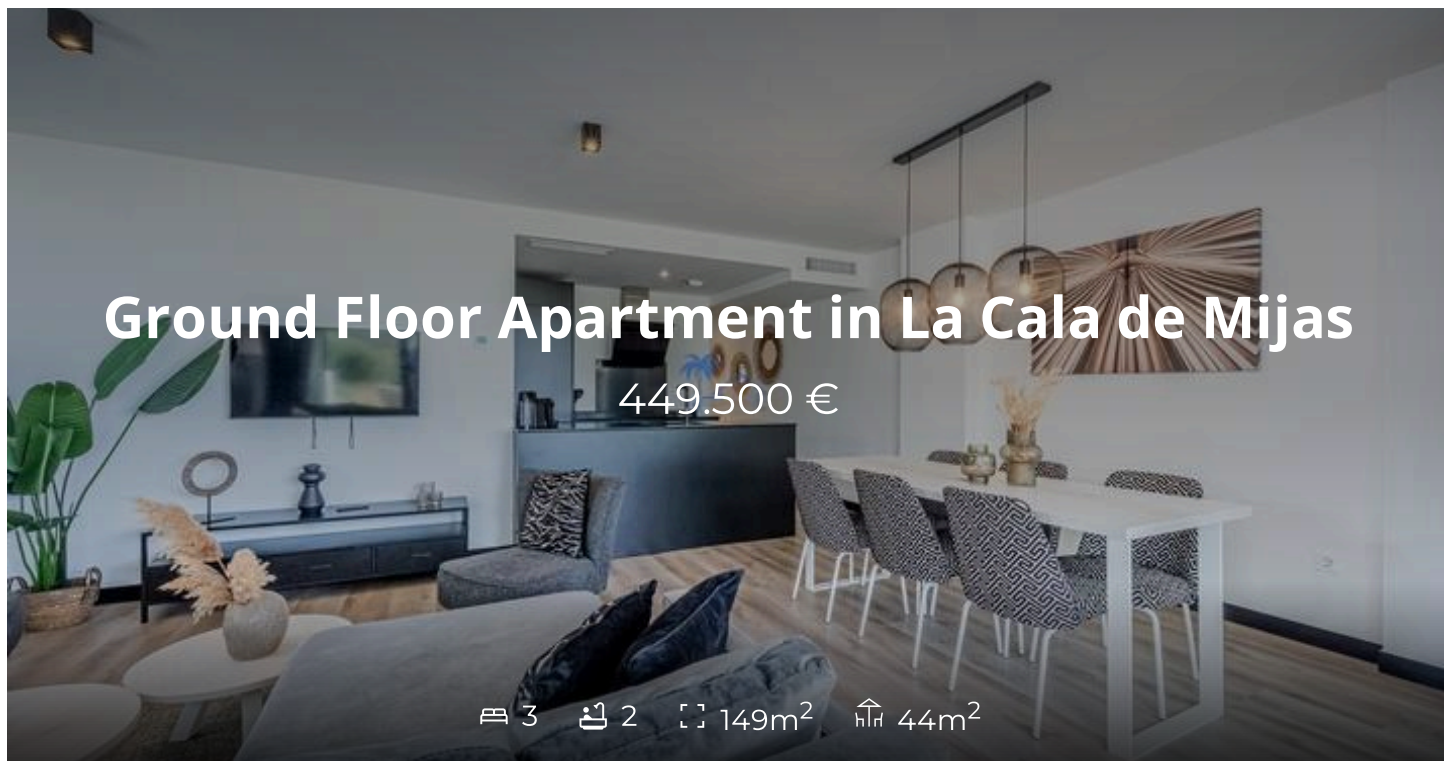 Ground Floor Apartment in La Cala de Mijas
449.500 €
3 2 149m² 44m²